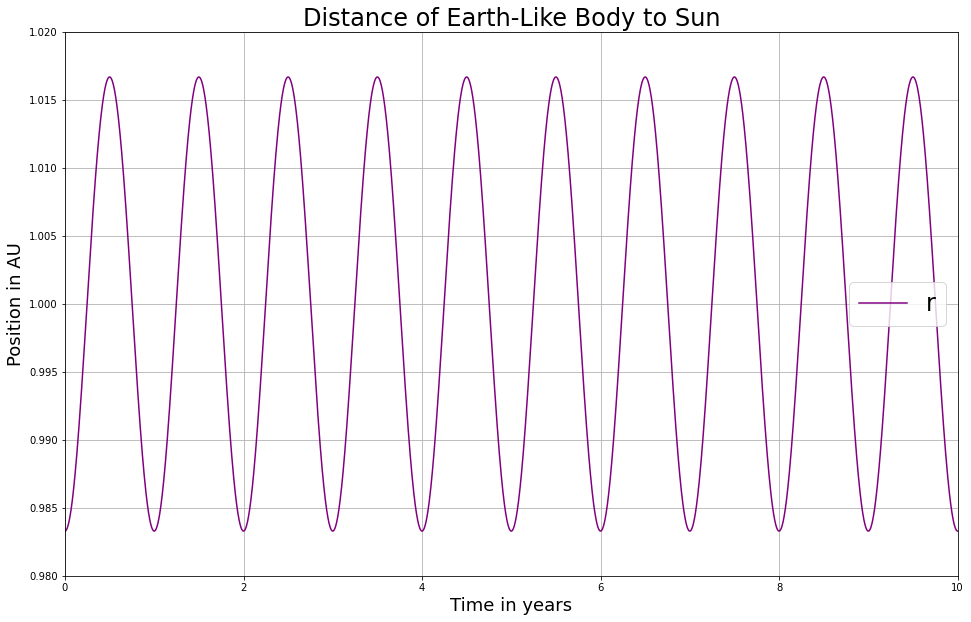 Distance of Earth-Like Body to Sun
1.020
1.015
1.010
1.005
1.000
0.995
0.990
0.985
0.980
Position in AU
r
0 2 4 6 8 10
Time in years